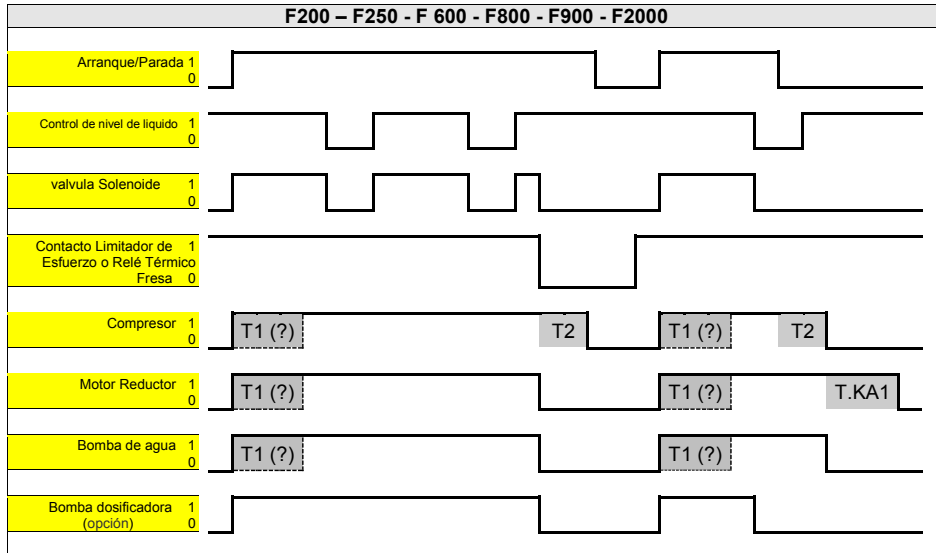 F200 – F250 - F 600 - F800 - F900 - F2000
Arranque/Parada 1
0
Control de nivel de liquido 1
0
valvula Solenoide 1
0
Contacto Limitador de 1
Esfuerzo o Relé Térmico
Fresa 0
Compresor 1
0
T1 (?)
T2
T1 (?)
T2
Motor Reductor 1
0
T1 (?)
T1 (?)
T.KA1
Bomba de agua 1
0
T1 (?)
T1 (?)
Bomba dosificadora 1
(opción) 0